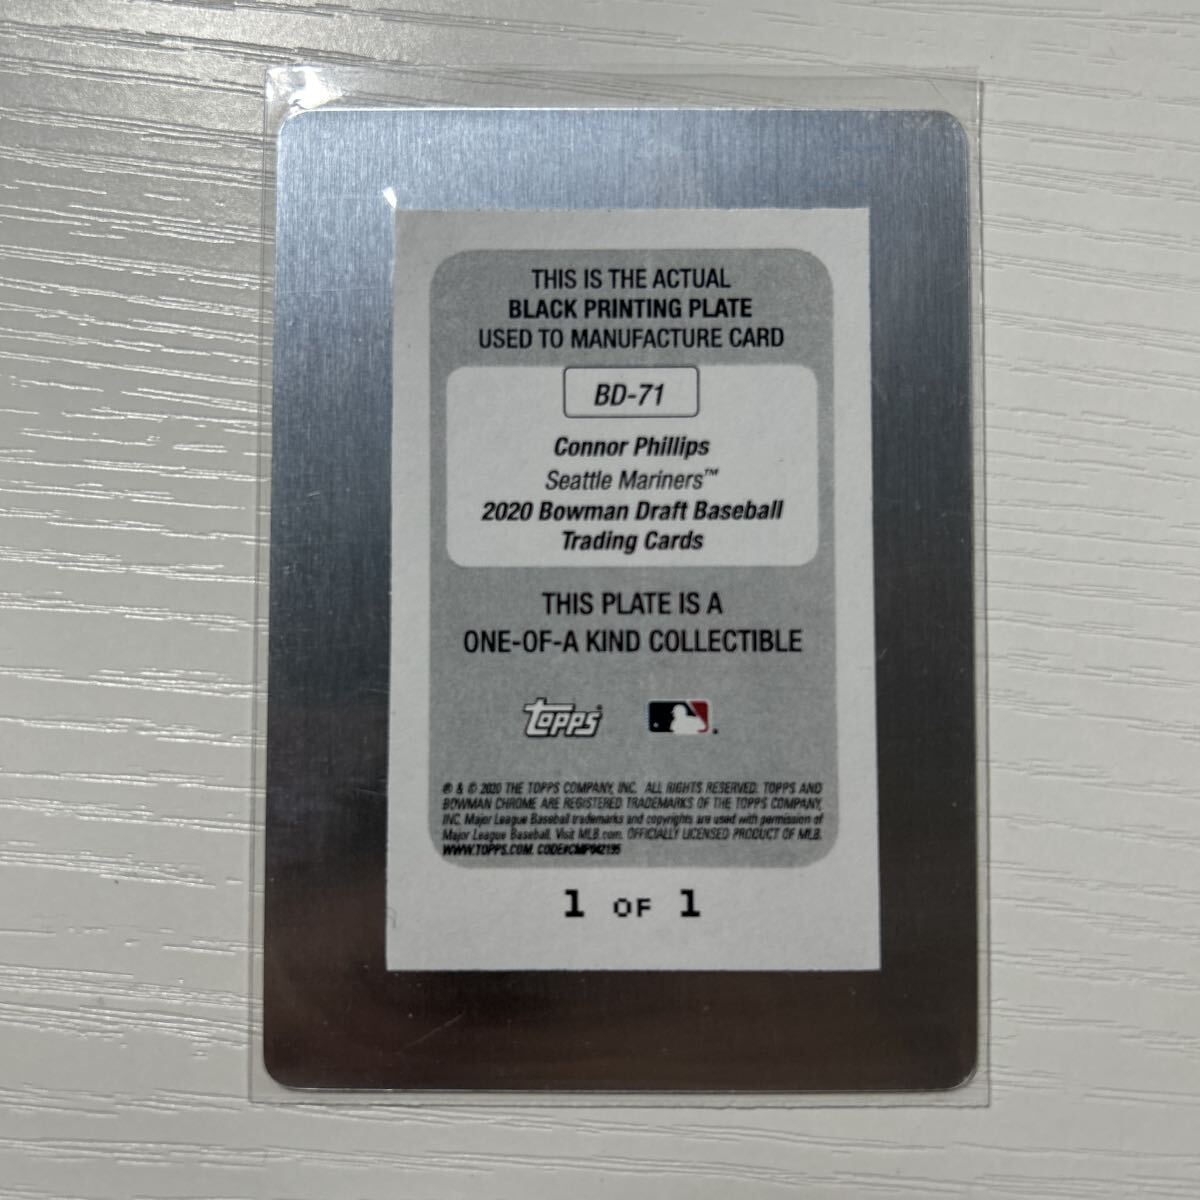 THIS IS THE ACTUAL
BLACK PRINTING PLATE
USED TO MANUFACTURE CARD
BD-71
Connor Phillips
Seattle Mariners™
2020 Bowman Draft Baseball
Trading Cards
THIS PLATE IS A
ONE-OF-A KIND COLLECTIBLE
Topps®
® & © 2020 THE TOPPS COMPANY, INC. ALL RIGHTS RESERVED. TOPPS AND
BOWMAN CHROME ARE REGISTERED TRADEMARKS OF THE TOPPS COMPANY,
INC. Major League Baseball trademarks and copyrights are used with permission of
Major League Baseball. Visit MLB.com. OFFICIALLY LICENSED PRODUCT OF MLB.
WWW.TOPPS.COM. CODE#CMP042195
1 OF 1